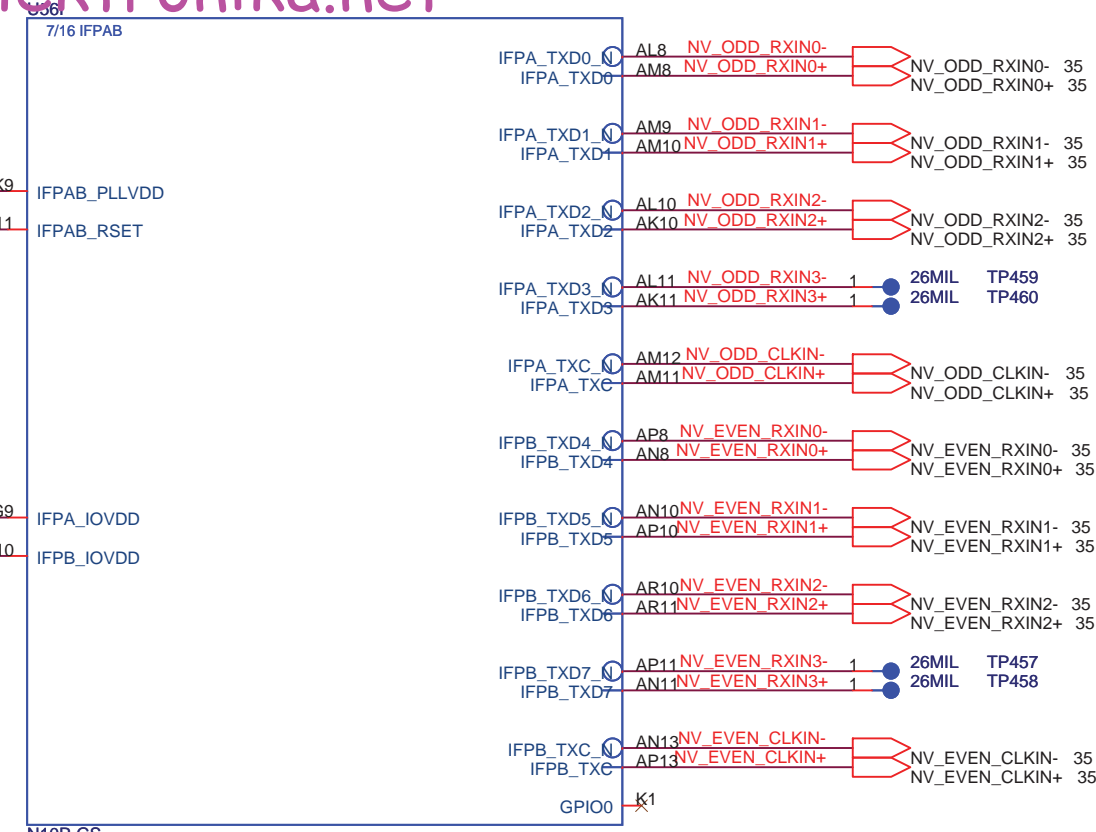 7/16 IFPAB
IFPA_TXD0_N AL8 NV_ODD_RXIN0-
NV_ODD_RXIN0- 35
IFPA_TXD0 AM8 NV_ODD_RXIN0+
NV_ODD_RXIN0+ 35
IFPA_TXD1_N AM9 NV_ODD_RXIN1-
NV_ODD_RXIN1- 35
IFPA_TXD1 AM10 NV_ODD_RXIN1+
NV_ODD_RXIN1+ 35
IFPAB_PLLVDD
IFPA_TXD2_N AL10 NV_ODD_RXIN2-
NV_ODD_RXIN2- 35
IFPAB_RSET
IFPA_TXD2 AK10 NV_ODD_RXIN2+
NV_ODD_RXIN2+ 35
IFPA_TXD3_N AL11 NV_ODD_RXIN3- 1 26MIL TP459
IFPA_TXD3 AK11 NV_ODD_RXIN3+ 1 26MIL TP460
IFPA_TXC_N AM12 NV_ODD_CLKIN-
NV_ODD_CLKIN- 35
IFPA_TXC AM11 NV_ODD_CLKIN+
NV_ODD_CLKIN+ 35
IFPB_TXD4_N AP8 NV_EVEN_RXIN0-
NV_EVEN_RXIN0- 35
IFPB_TXD4 AN8 NV_EVEN_RXIN0+
NV_EVEN_RXIN0+ 35
IFPA_IOVDD
IFPB_TXD5_N AN10 NV_EVEN_RXIN1-
NV_EVEN_RXIN1- 35
IFPB_TXD5 AP10 NV_EVEN_RXIN1+
NV_EVEN_RXIN1+ 35
IFPB_IOVDD
IFPB_TXD6_N AR10 NV_EVEN_RXIN2-
NV_EVEN_RXIN2- 35
IFPB_TXD6 AR11 NV_EVEN_RXIN2+
NV_EVEN_RXIN2+ 35
IFPB_TXD7_N AP11 NV_EVEN_RXIN3- 1 26MIL TP457
IFPB_TXD7 AN11 NV_EVEN_RXIN3+ 1 26MIL TP458
IFPB_TXC_N AN13 NV_EVEN_CLKIN-
NV_EVEN_CLKIN- 35
IFPB_TXC AP13 NV_EVEN_CLKIN+
NV_EVEN_CLKIN+ 35
GPIO0 K1